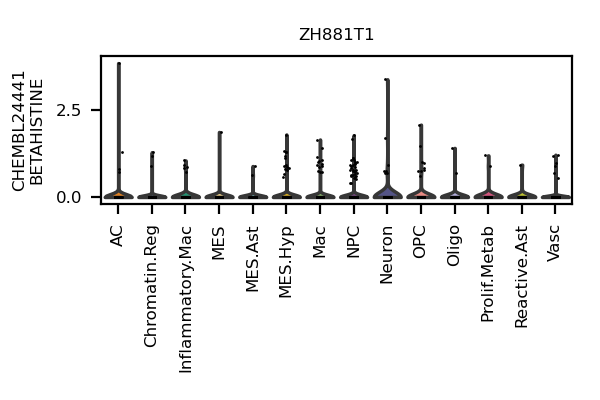 ZH881T1
CHEMBL24441
BETAHISTINE
2.5
0.0
AC
Chromatin.Reg
Inflammatory.Mac
MES
MES.Ast
MES.Hyp
Mac
NPC
Neuron
OPC
Oligo
Prolif.Metab
Reactive.Ast
Vasc